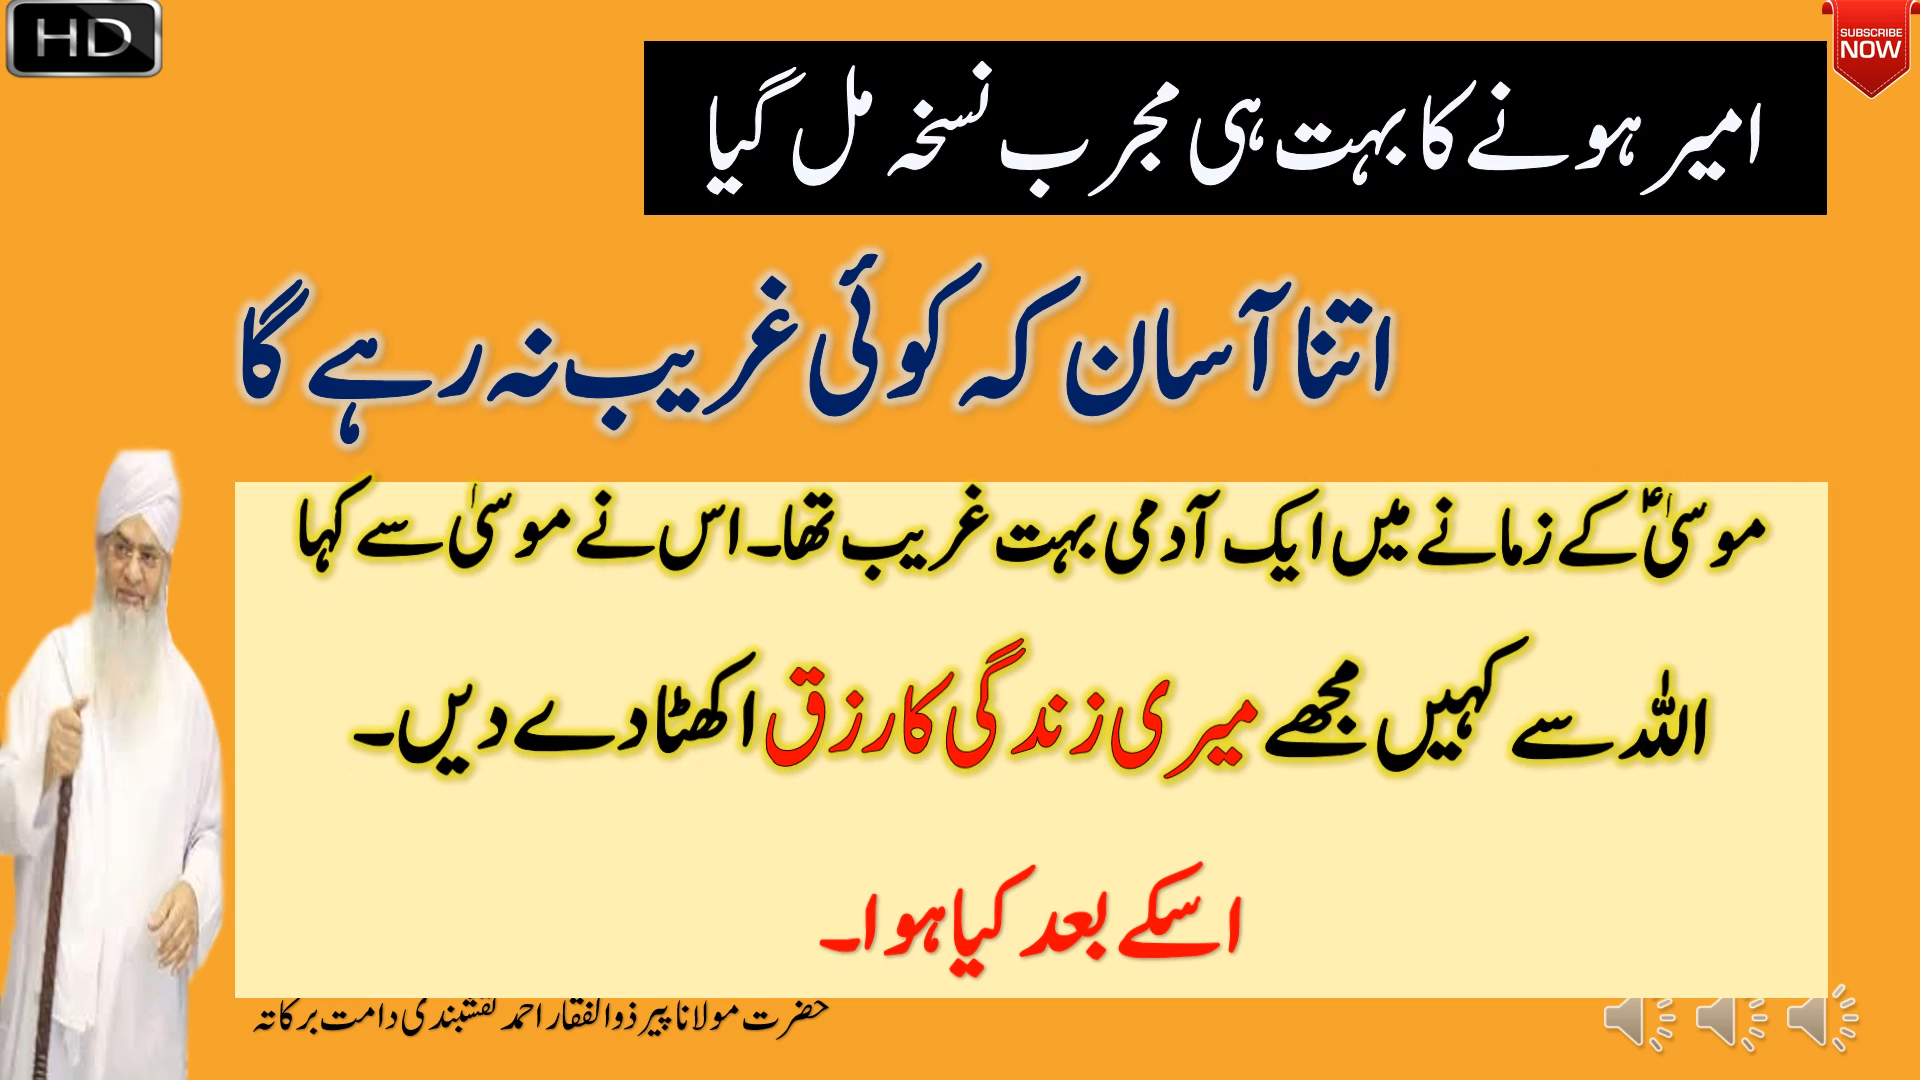 HD
SUBSCRIBE
NOW
امیر ہونے کا بہت ہی مجرب نسخہ مل گیا
اتنا آسان کہ کوئی غریب نہ رہے گا
موسیٰؑ کے زمانے میں ایک آدمی بہت غریب تھا۔ اس نے موسیٰ سے کہا
اللہ سے کہیں مجھے میری زندگی کا رزق اکھٹا دے دیں۔
اسکے بعد کیا ہوا۔
حضرت مولانا پیر ذوالفقار احمد نقشبندی دامت برکاتہ